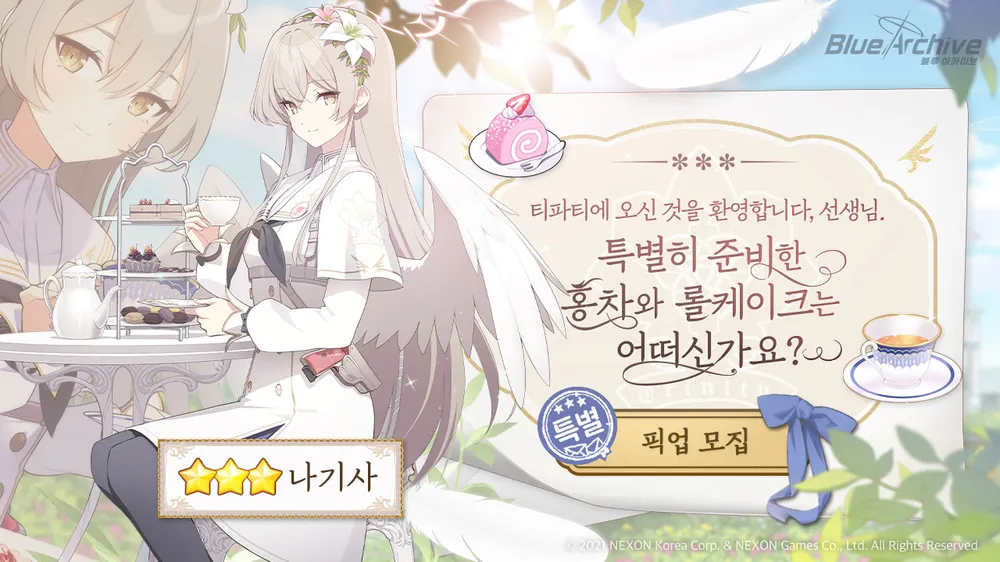 Blue Archive
블루 아카이브
티파티에 오신 것을 환영합니다, 선생님.
특별히 준비한
홍차와 롤케이크는
어떠신가요?
특별
픽업 모집
나기사
© 2021 NEXON Korea Corp. & NEXON Games Co., Ltd. All Rights Reserved.